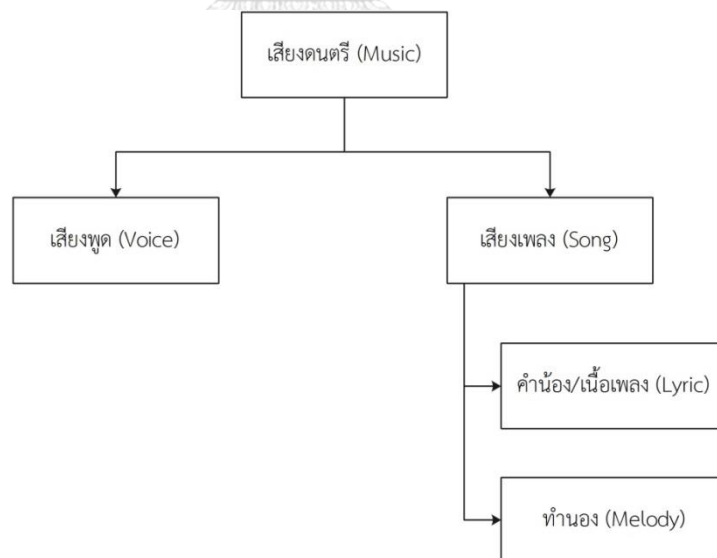 เสียงดนตรี (Music)
เสียงพูด (Voice)
เสียงเพลง (Song)
คำน้อง/เนื้อเพลง (Lyric)
ทำนอง (Melody)